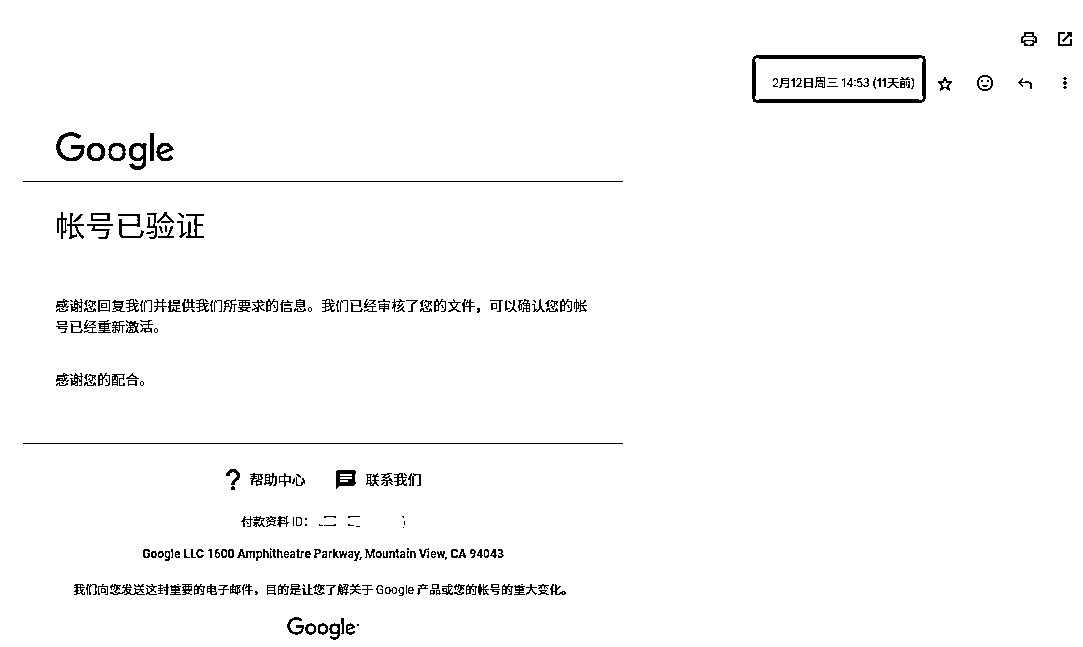 2月12日周三 14:53 (11天前)
Google
帐号已验证
感谢您回复我们并提供我们所要求的信息。我们已经审核了您的文件，可以确认您的帐
号已经重新激活。
感谢您的配合。
帮助中心 联系我们
付款资料 ID：
Google LLC 1600 Amphitheatre Parkway, Mountain View, CA 94043
我们向您发送这封重要的电子邮件，目的是让您了解关于 Google 产品或您的帐号的重大变化。
Google